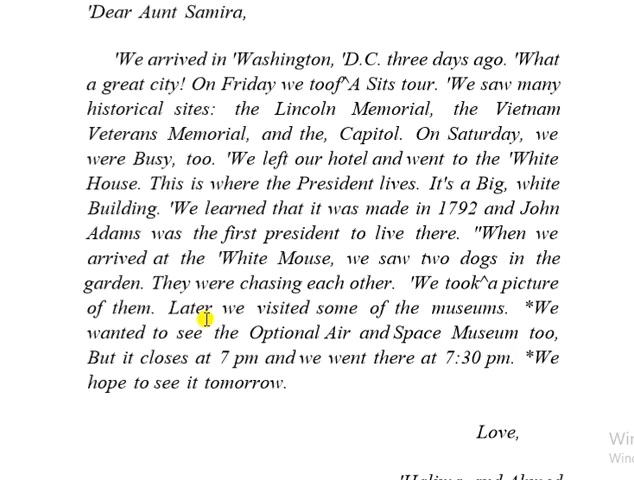 'Dear Aunt Samira,
'We arrived in 'Washington, 'D.C. three days ago. 'What
a great city! On Friday we toof^A Sits tour. 'We saw many
historical sites: the Lincoln Memorial, the Vietnam
Veterans Memorial, and the, Capitol. On Saturday, we
were Busy, too. 'We left our hotel and went to the 'White
House. This is where the President lives. It's a Big, white
Building. 'We learned that it was made in 1792 and John
Adams was the first president to live there. "When we
arrived at the 'White Mouse, we saw two dogs in the
garden. They were chasing each other. 'We took^a picture
of them. Later we visited some of the museums. *We
wanted to see the Optional Air and Space Museum too,
But it closes at 7 pm and we went there at 7:30 pm. *We
hope to see it tomorrow.
Love,